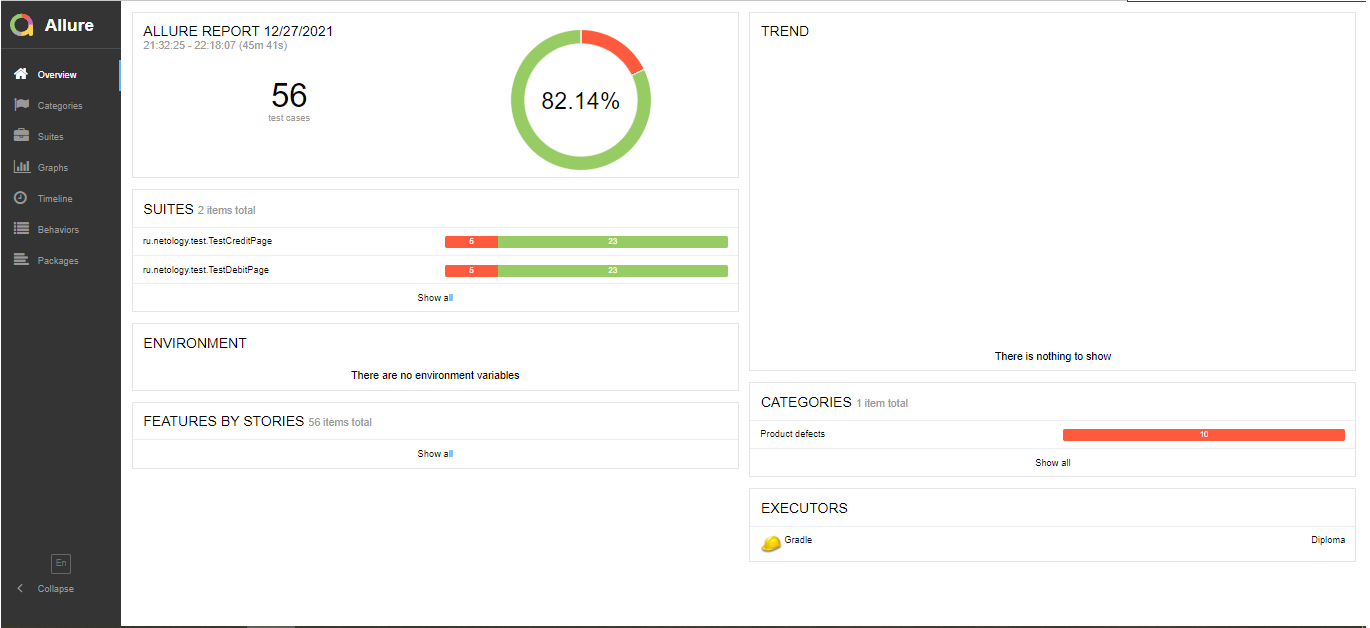 Allure
Overview
Categories
Suites
Graphs
Timeline
Behaviors
Packages
En
Collapse
ALLURE REPORT 12/27/2021
21:32:25 - 22:18:07 (45m 41s)
56
test cases
82.14%
SUITES 2 items total
ru.netology.test.TestCreditPage 5 23
ru.netology.test.TestDebitPage 5 23
Show all
ENVIRONMENT
There are no environment variables
FEATURES BY STORIES 56 items total
Show all
TREND
There is nothing to show
CATEGORIES 1 item total
Product defects 10
Show all
EXECUTORS
Gradle Diploma